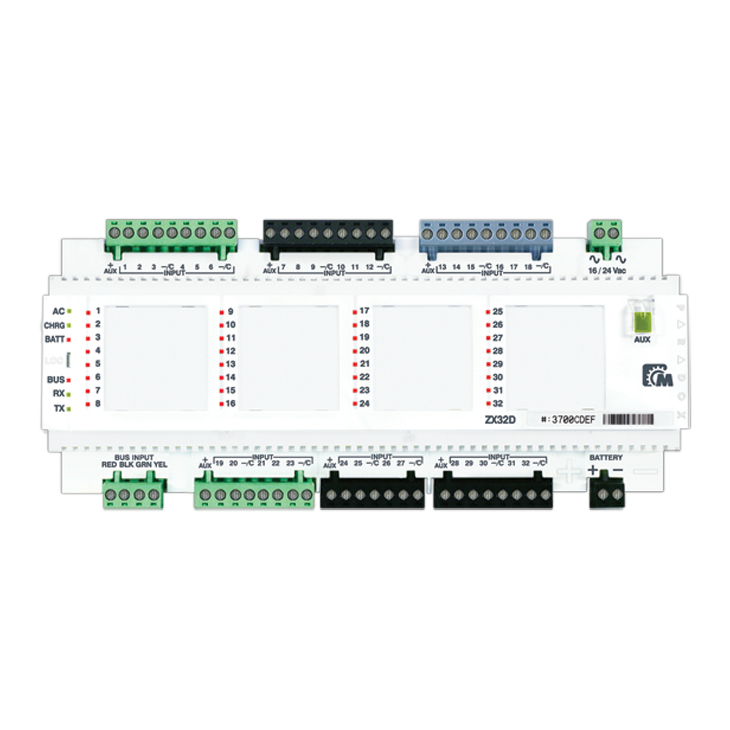 + AUX 1 2 3 –/C 4 5 6 –/C
INPUT
+ AUX 7 8 9 –/C 10 11 12 –/C
INPUT
+ AUX 13 14 15 –/C 16 17 18 –/C
INPUT
16 / 24 Vac
AC
CHRG
BATT
LOC
BUS
RX
TX
1
2
3
4
5
6
7
8
9
10
11
12
13
14
15
16
17
18
19
20
21
22
23
24
25
26
27
28
29
30
31
32
AUX
CM
ZX32D
#:3700CDEF
BUS INPUT
RED BLK GRN YEL
INPUT
+ AUX 19 20 –/C 21 22 23 –/C
INPUT
+ AUX 24 25 –/C 26 27 –/C
INPUT
+ AUX 28 29 30 –/C 31 32 –/C
BATTERY
+ –